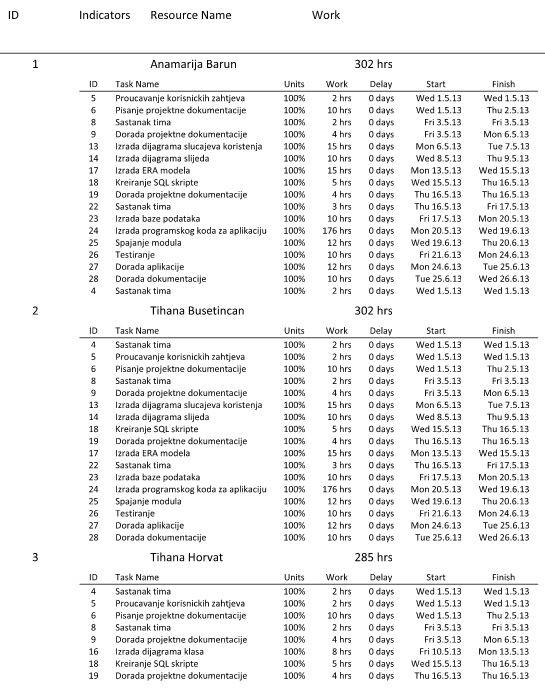 ID Indicators Resource Name Work
1 Anamarija Barun 302 hrs
ID Task Name Units Work Delay Start Finish
5 Proucavanje korisnickih zahtjeva 100% 2 hrs 0 days Wed 1.5.13 Wed 1.5.13
6 Pisanje projektne dokumentacije 100% 10 hrs 0 days Wed 1.5.13 Thu 2.5.13
8 Sastanak tima 100% 2 hrs 0 days Fri 3.5.13 Fri 3.5.13
9 Dorada projektne dokumentacije 100% 4 hrs 0 days Fri 3.5.13 Mon 6.5.13
13 Izrada dijagrama slucajeva koristenja 100% 15 hrs 0 days Mon 6.5.13 Tue 7.5.13
14 Izrada dijagrama slijeda 100% 10 hrs 0 days Wed 8.5.13 Thu 9.5.13
17 Izrada ERA modela 100% 15 hrs 0 days Mon 13.5.13 Wed 15.5.13
18 Kreiranje SQL skripte 100% 5 hrs 0 days Wed 15.5.13 Thu 16.5.13
19 Dorada projektne dokumentacije 100% 4 hrs 0 days Thu 16.5.13 Thu 16.5.13
22 Sastanak tima 100% 3 hrs 0 days Thu 16.5.13 Fri 17.5.13
23 Izrada baze podataka 100% 10 hrs 0 days Fri 17.5.13 Mon 20.5.13
24 Izrada programskog koda za aplikaciju 100% 176 hrs 0 days Mon 20.5.13 Wed 19.6.13
25 Spajanje modula 100% 12 hrs 0 days Wed 19.6.13 Thu 20.6.13
26 Testiranje 100% 10 hrs 0 days Fri 21.6.13 Mon 24.6.13
27 Dorada aplikacije 100% 12 hrs 0 days Mon 24.6.13 Tue 25.6.13
28 Dorada dokumentacije 100% 10 hrs 0 days Tue 25.6.13 Wed 26.6.13
4 Sastanak tima 100% 2 hrs 0 days Wed 1.5.13 Wed 1.5.13
2 Tihana Busetincan 302 hrs
ID Task Name Units Work Delay Start Finish
4 Sastanak tima 100% 2 hrs 0 days Wed 1.5.13 Wed 1.5.13
5 Proucavanje korisnickih zahtjeva 100% 2 hrs 0 days Wed 1.5.13 Wed 1.5.13
6 Pisanje projektne dokumentacije 100% 10 hrs 0 days Wed 1.5.13 Thu 2.5.13
8 Sastanak tima 100% 2 hrs 0 days Fri 3.5.13 Fri 3.5.13
9 Dorada projektne dokumentacije 100% 4 hrs 0 days Fri 3.5.13 Mon 6.5.13
13 Izrada dijagrama slucajeva koristenja 100% 15 hrs 0 days Mon 6.5.13 Tue 7.5.13
14 Izrada dijagrama slijeda 100% 10 hrs 0 days Wed 8.5.13 Thu 9.5.13
18 Kreiranje SQL skripte 100% 5 hrs 0 days Wed 15.5.13 Thu 16.5.13
19 Dorada projektne dokumentacije 100% 4 hrs 0 days Thu 16.5.13 Thu 16.5.13
17 Izrada ERA modela 100% 15 hrs 0 days Mon 13.5.13 Wed 15.5.13
22 Sastanak tima 100% 3 hrs 0 days Thu 16.5.13 Fri 17.5.13
23 Izrada baze podataka 100% 10 hrs 0 days Fri 17.5.13 Mon 20.5.13
24 Izrada programskog koda za aplikaciju 100% 176 hrs 0 days Mon 20.5.13 Wed 19.6.13
25 Spajanje modula 100% 12 hrs 0 days Wed 19.6.13 Thu 20.6.13
26 Testiranje 100% 10 hrs 0 days Fri 21.6.13 Mon 24.6.13
27 Dorada aplikacije 100% 12 hrs 0 days Mon 24.6.13 Tue 25.6.13
28 Dorada dokumentacije 100% 10 hrs 0 days Tue 25.6.13 Wed 26.6.13
3 Tihana Horvat 285 hrs
ID Task Name Units Work Delay Start Finish
4 Sastanak tima 100% 2 hrs 0 days Wed 1.5.13 Wed 1.5.13
5 Proucavanje korisnickih zahtjeva 100% 2 hrs 0 days Wed 1.5.13 Wed 1.5.13
6 Pisanje projektne dokumentacije 100% 10 hrs 0 days Wed 1.5.13 Thu 2.5.13
8 Sastanak tima 100% 2 hrs 0 days Fri 3.5.13 Fri 3.5.13
9 Dorada projektne dokumentacije 100% 4 hrs 0 days Fri 3.5.13 Mon 6.5.13
16 Izrada dijagrama klasa 100% 8 hrs 0 days Fri 10.5.13 Mon 13.5.13
18 Kreiranje SQL skripte 100% 5 hrs 0 days Wed 15.5.13 Thu 16.5.13
19 Dorada projektne dokumentacije 100% 4 hrs 0 days Thu 16.5.13 Thu 16.5.13